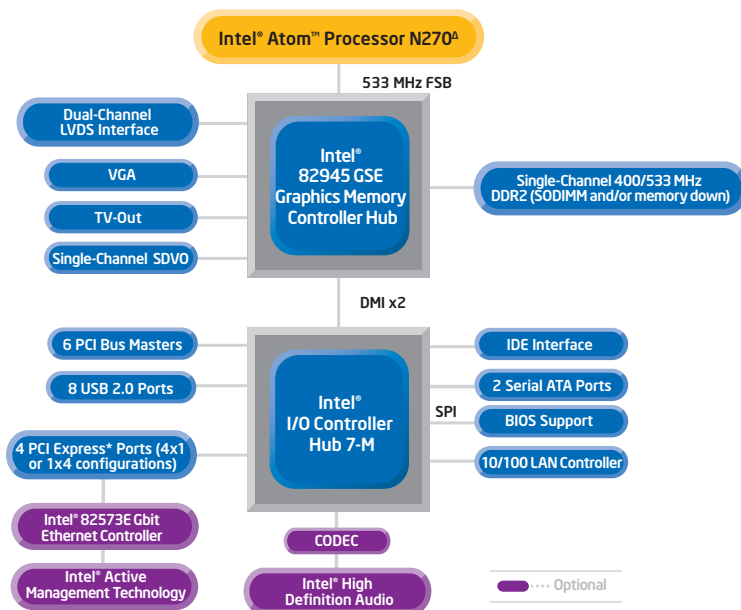 Intel® Atom™ Processor N270Δ
533 MHz FSB
Dual-Channel
LVDS Interface
VGA
TV-Out
Single-Channel SDVO
Intel®
82945 GSE
Graphics Memory
Controller Hub
Single-Channel 400/533 MHz
DDR2 (SODIMM and/or memory down)
DMI x2
6 PCI Bus Masters
8 USB 2.0 Ports
4 PCI Express* Ports (4x1
or 1x4 configurations)
Intel®
I/O Controller
Hub 7-M
IDE Interface
2 Serial ATA Ports
SPI
BIOS Support
10/100 LAN Controller
Intel® 82573E Gbit
Ethernet Controller
Intel® Active
Management Technology
CODEC
Intel® High
Definition Audio
Optional